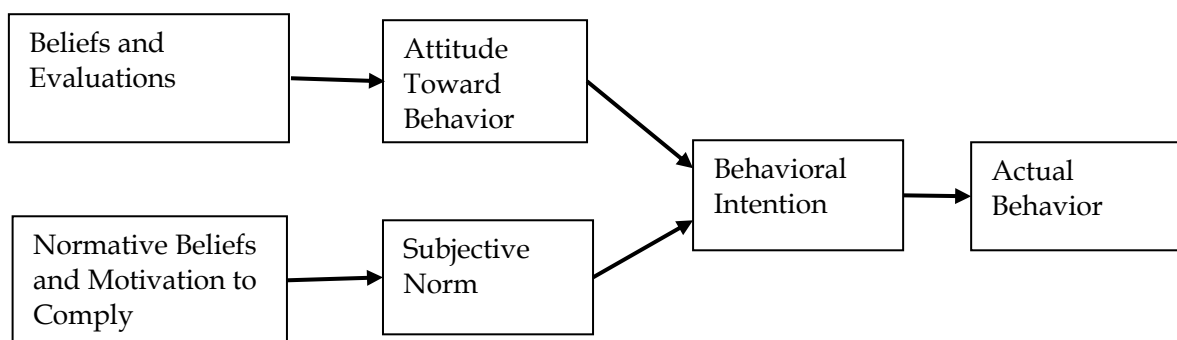 Beliefs and
Evaluations
Attitude
Toward
Behavior
Normative Beliefs
and Motivation to
Comply
Subjective
Norm
Behavioral
Intention
Actual
Behavior